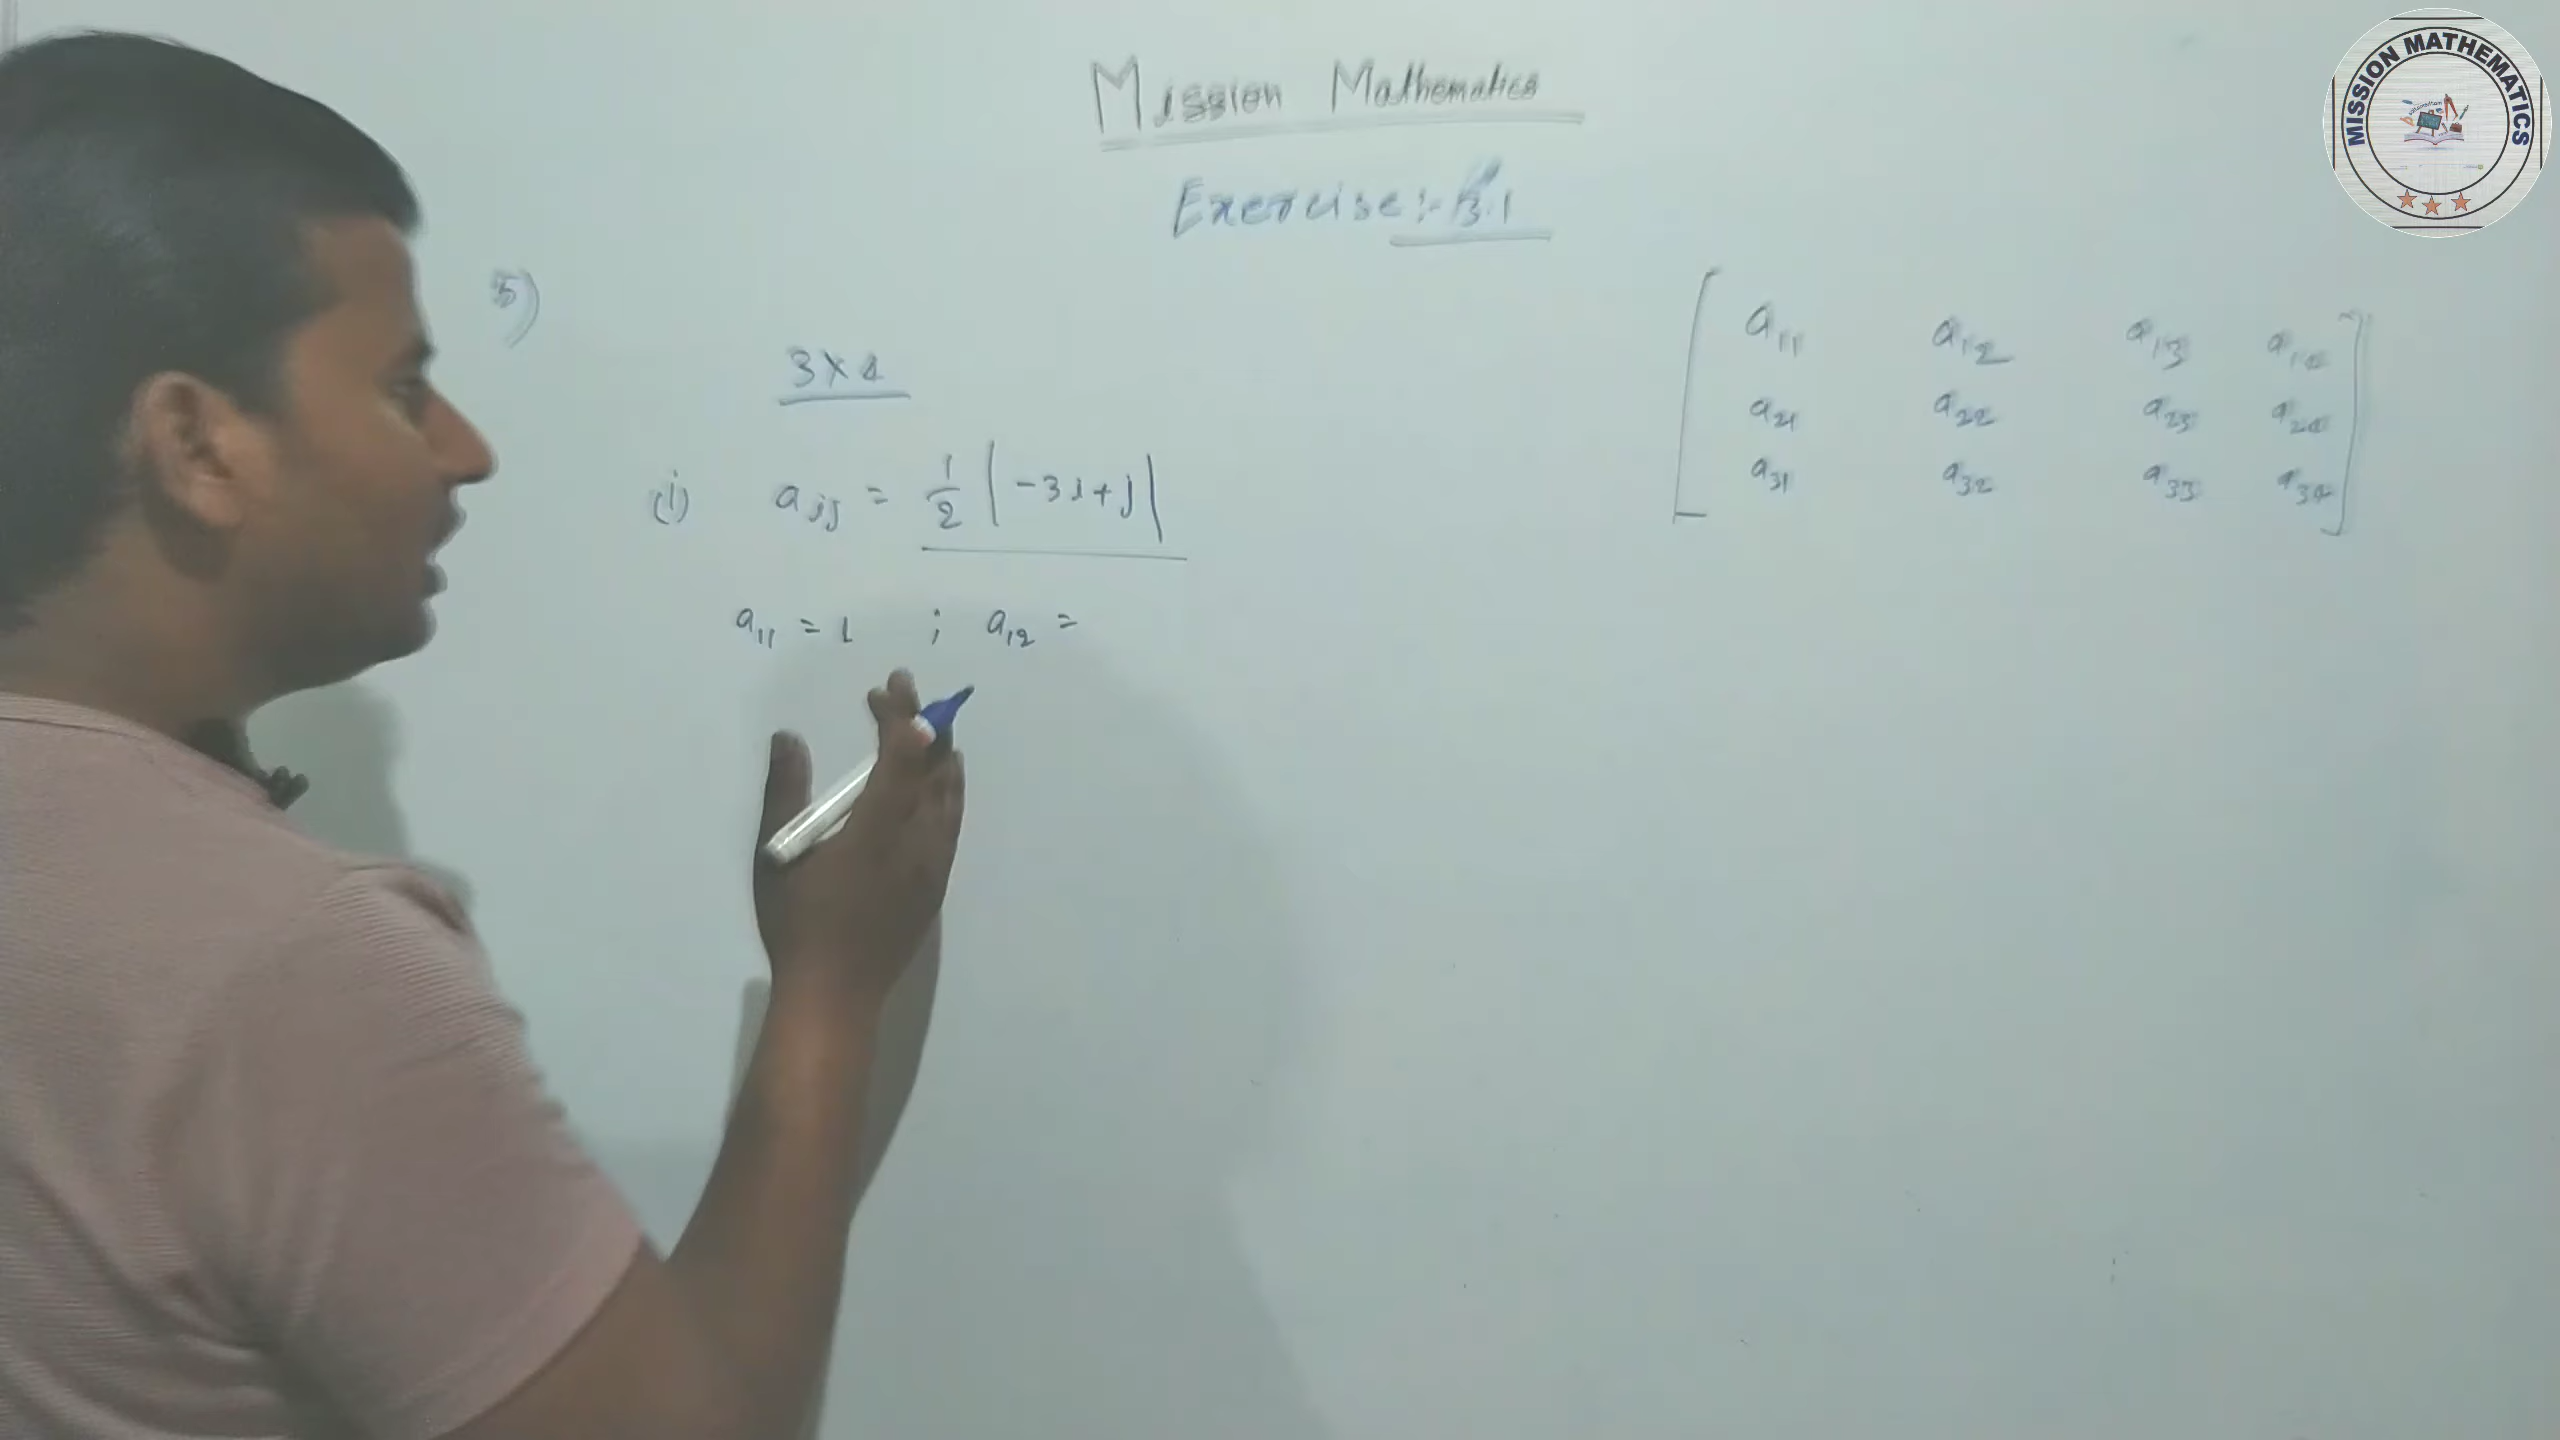 MISSION MATHEMATICS
Mission Mathematics
Exercise:- 3.1
5)
3×4
(i) aij = 1/2 |-3i+j|
a11 = 1 ; a12 =
[ a11 a12 a13 a14
a21 a22 a23 a24
a31 a32 a33 a34 ]